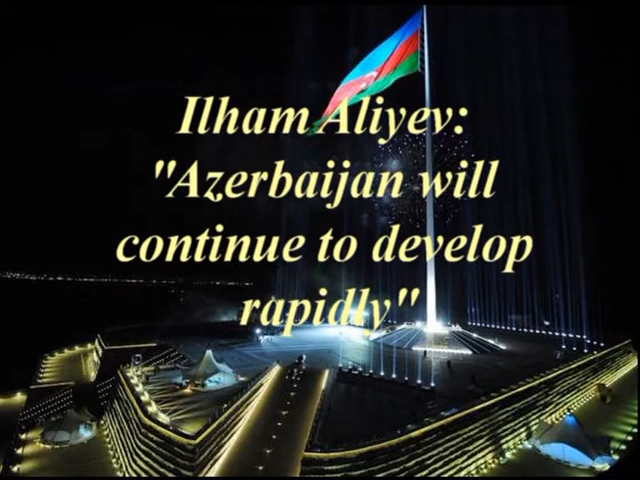 Ilham Aliyev:
"Azerbaijan will
continue to develop
rapidly"